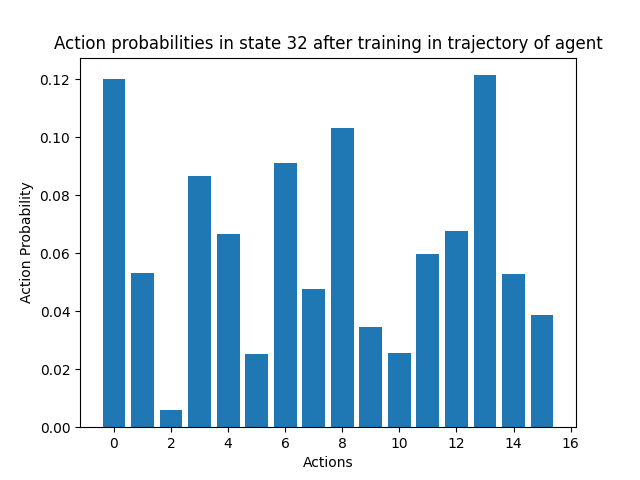 Action probabilities in state 32 after training in trajectory of agent
0.12
0.10
0.08
0.06
0.04
0.02
0.00
Action Probability
0 2 4 6 8 10 12 14 16
Actions